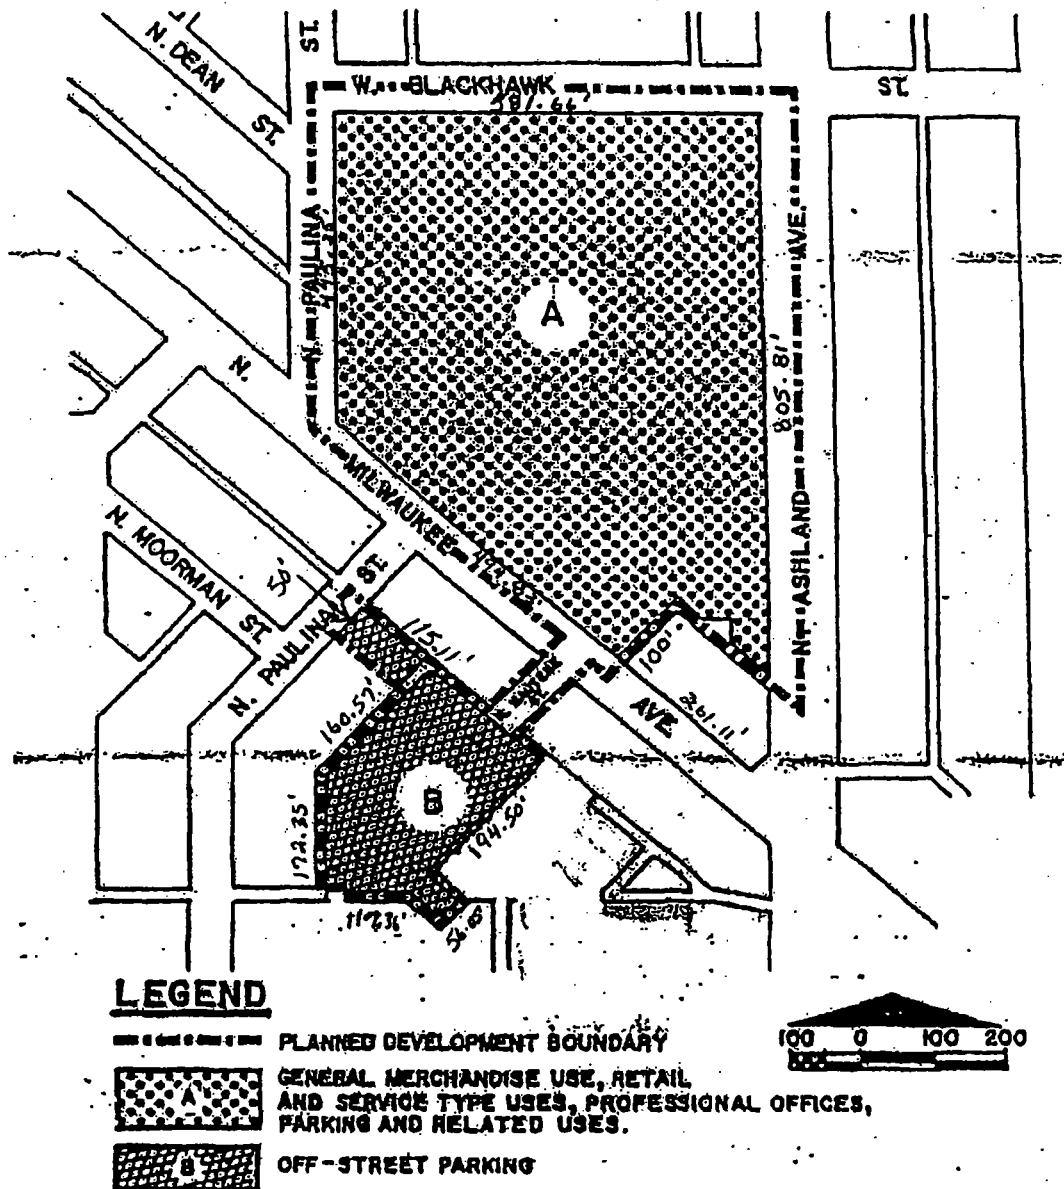 N. DEAN
ST.
ST.
W. BLACKHAWK
ST.
N. PAULINA
A
AVE.
805.81'
N.
MILWAUKEE
N. ASHLAND
N. MOORMAN
ST.
50'
ST.
N. PAULINA
115.11'
100'
261.11'
AVE
160.57'
B
172.35'
194.50'
LEGEND
PLANNED DEVELOPMENT BOUNDARY
A
GENERAL MERCHANDISE USE, RETAIL
AND SERVICE TYPE USES, PROFESSIONAL OFFICES,
PARKING AND RELATED USES.
B
OFF-STREET PARKING
100 0 100 200